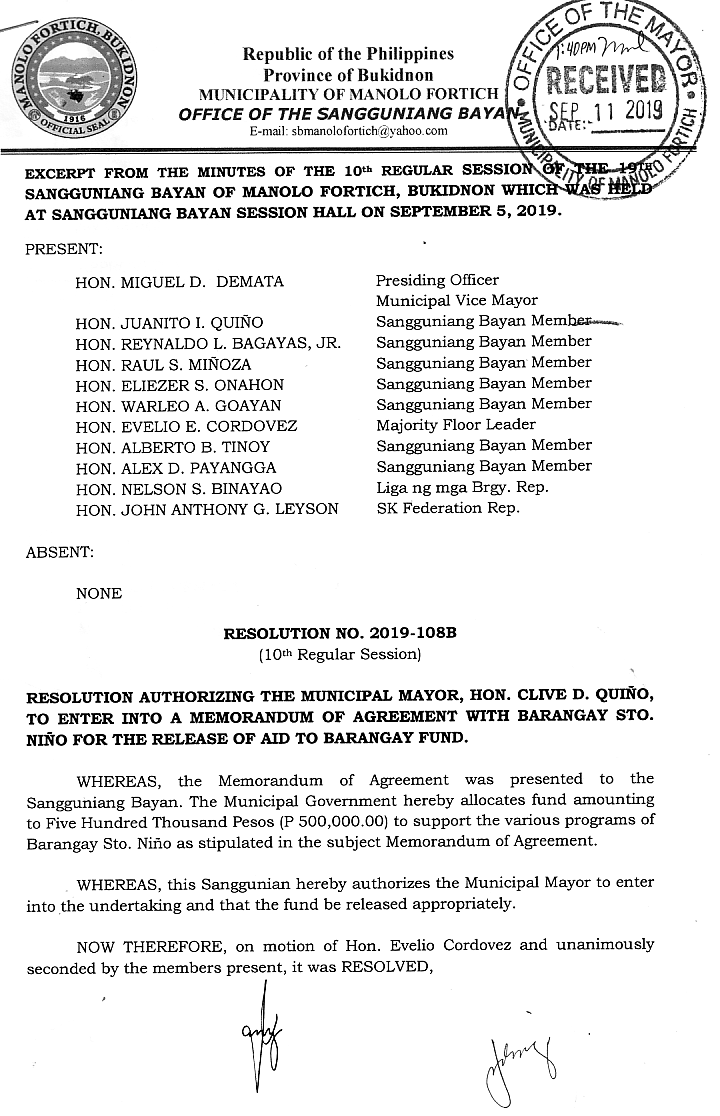 MANOLO FORTICH, BUKIDNON
1916
OFFICIAL SEAL
Republic of the Philippines
Province of Bukidnon
MUNICIPALITY OF MANOLO FORTICH
OFFICE OF THE SANGGUNIANG BAYAN
E-mail: sbmanolofortich@yahoo.com
OFFICE OF THE MAYOR
1:40PM
RECEIVED
SEP 11 2019
DATE:
MUNICIPALITY OF MANOLO FORTICH
EXCERPT FROM THE MINUTES OF THE 10th REGULAR SESSION OF THE 19TH
SANGGUNIANG BAYAN OF MANOLO FORTICH, BUKIDNON WHICH WAS HELD
AT SANGGUNIANG BAYAN SESSION HALL ON SEPTEMBER 5, 2019.
PRESENT:
HON. MIGUEL D. DEMATA Presiding Officer
Municipal Vice Mayor
HON. JUANITO I. QUIÑO Sangguniang Bayan Member
HON. REYNALDO L. BAGAYAS, JR. Sangguniang Bayan Member
HON. RAUL S. MIÑOZA Sangguniang Bayan Member
HON. ELIEZER S. ONAHON Sangguniang Bayan Member
HON. WARLEO A. GOAYAN Sangguniang Bayan Member
HON. EVELIO E. CORDOVEZ Majority Floor Leader
HON. ALBERTO B. TINOY Sangguniang Bayan Member
HON. ALEX D. PAYANGGA Sangguniang Bayan Member
HON. NELSON S. BINAYAO Liga ng mga Brgy. Rep.
HON. JOHN ANTHONY G. LEYSON SK Federation Rep.
ABSENT:
NONE
RESOLUTION NO. 2019-108B
(10th Regular Session)
RESOLUTION AUTHORIZING THE MUNICIPAL MAYOR, HON. CLIVE D. QUIÑO,
TO ENTER INTO A MEMORANDUM OF AGREEMENT WITH BARANGAY STO.
NIÑO FOR THE RELEASE OF AID TO BARANGAY FUND.
WHEREAS, the Memorandum of Agreement was presented to the
Sangguniang Bayan. The Municipal Government hereby allocates fund amounting
to Five Hundred Thousand Pesos (P 500,000.00) to support the various programs of
Barangay Sto. Niño as stipulated in the subject Memorandum of Agreement.
WHEREAS, this Sanggunian hereby authorizes the Municipal Mayor to enter
into the undertaking and that the fund be released appropriately.
NOW THEREFORE, on motion of Hon. Evelio Cordovez and unanimously
seconded by the members present, it was RESOLVED,